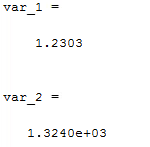 var_1 =
1.2303
var_2 =
1.3240e+03